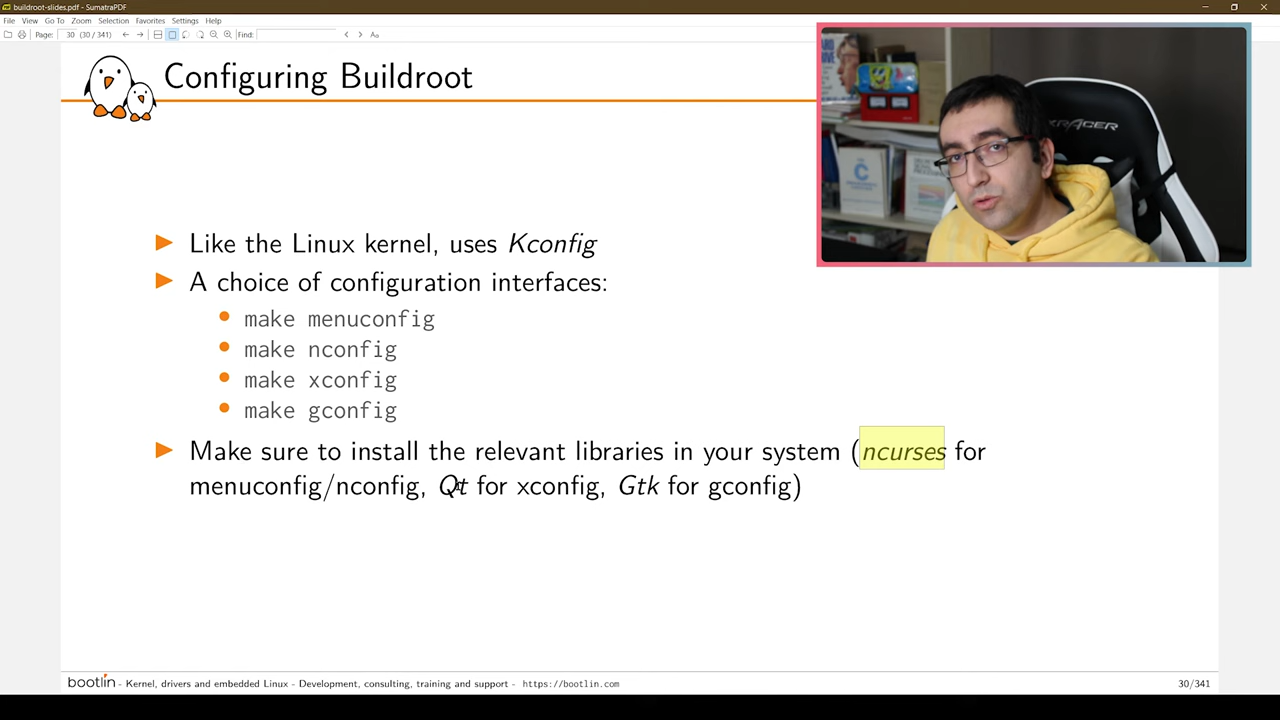 buildroot-slides.pdf - SumatraPDF
File View Go To Zoom Selection Favorites Settings Help
Page: 30 (30 / 341) Find: Aa
Configuring Buildroot
Like the Linux kernel, uses Kconfig
A choice of configuration interfaces:
make menuconfig
make nconfig
make xconfig
make gconfig
Make sure to install the relevant libraries in your system (ncurses for
menuconfig/nconfig, Qt for xconfig, Gtk for gconfig)
bootlin - Kernel, drivers and embedded Linux - Development, consulting, training and support - https://bootlin.com
30/341